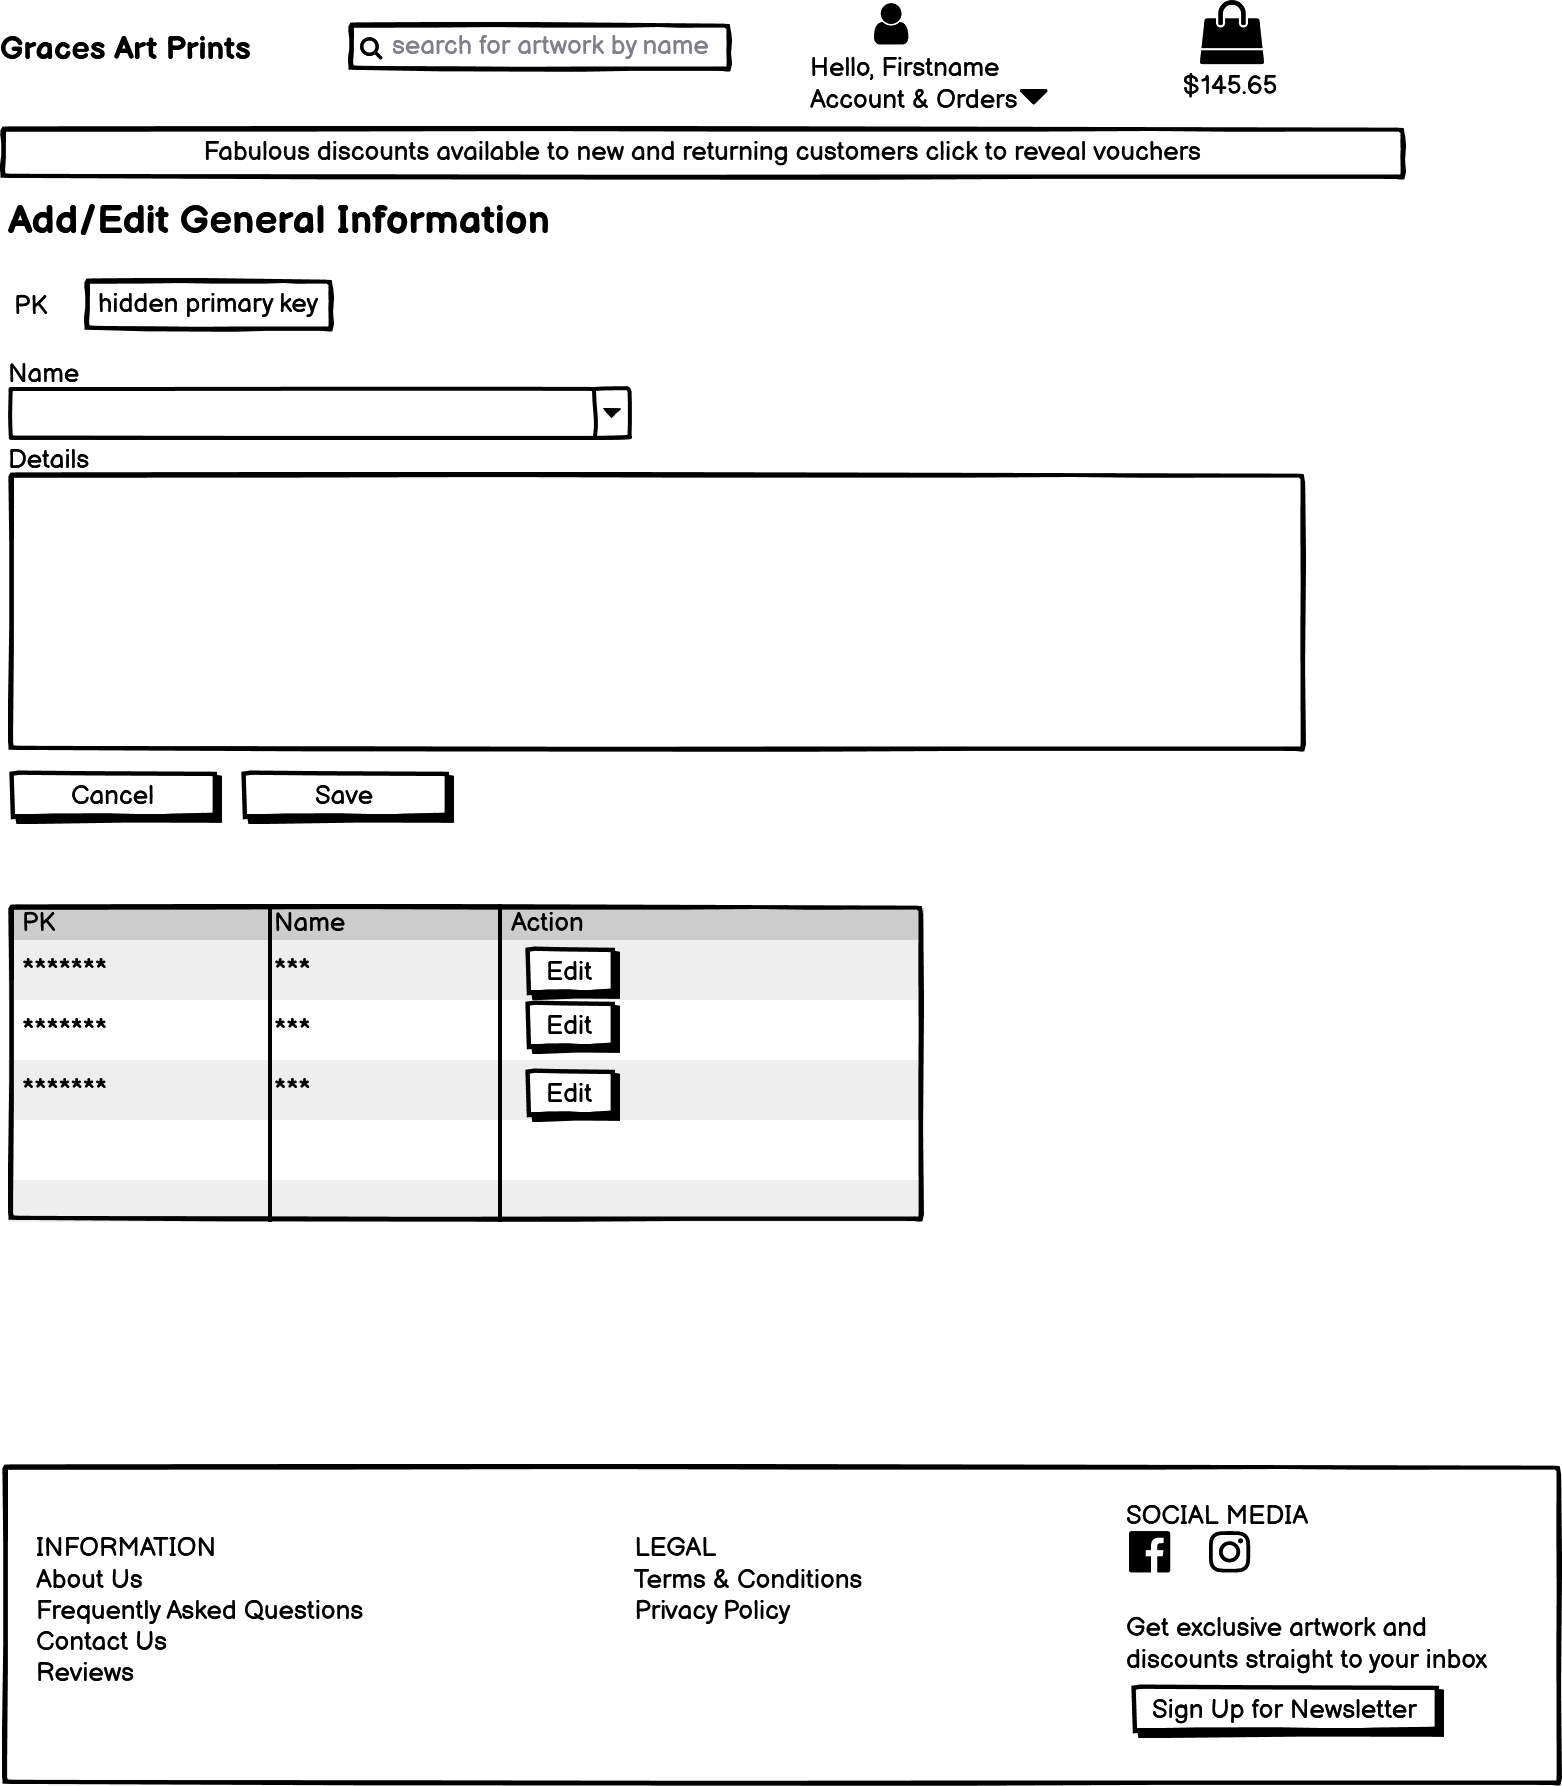 Graces Art Prints
search for artwork by name
Hello, Firstname
Account & Orders
$145.65
Fabulous discounts available to new and returning customers click to reveal vouchers
Add/Edit General Information
PK hidden primary key
Name
Details
Cancel Save
PK Name Action
******* *** Edit
******* *** Edit
******* *** Edit
INFORMATION
About Us
Frequently Asked Questions
Contact Us
Reviews
LEGAL
Terms & Conditions
Privacy Policy
SOCIAL MEDIA
Get exclusive artwork and
discounts straight to your inbox
Sign Up for Newsletter